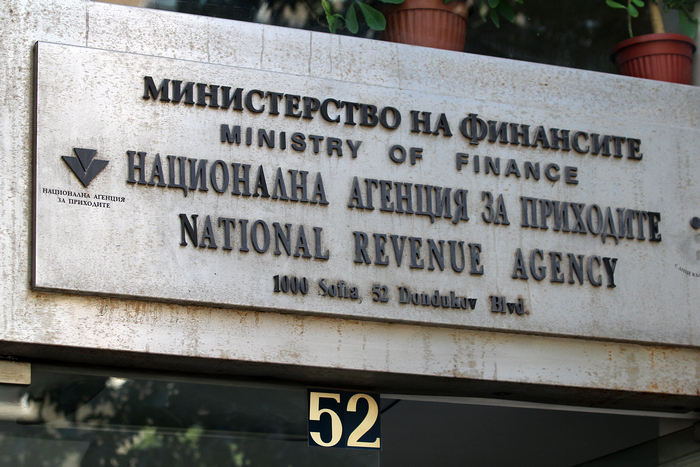 МИНИСТЕРСТВО НА ФИНАНСИТЕ
MINISTRY OF FINANCE
НАЦИОНАЛНА АГЕНЦИЯ ЗА ПРИХОДИТЕ
NATIONAL REVENUE AGENCY
1000 Sofia, 52 Dondukov Blvd.
НАЦИОНАЛНА АГЕНЦИЯ
ЗА ПРИХОДИТЕ
52